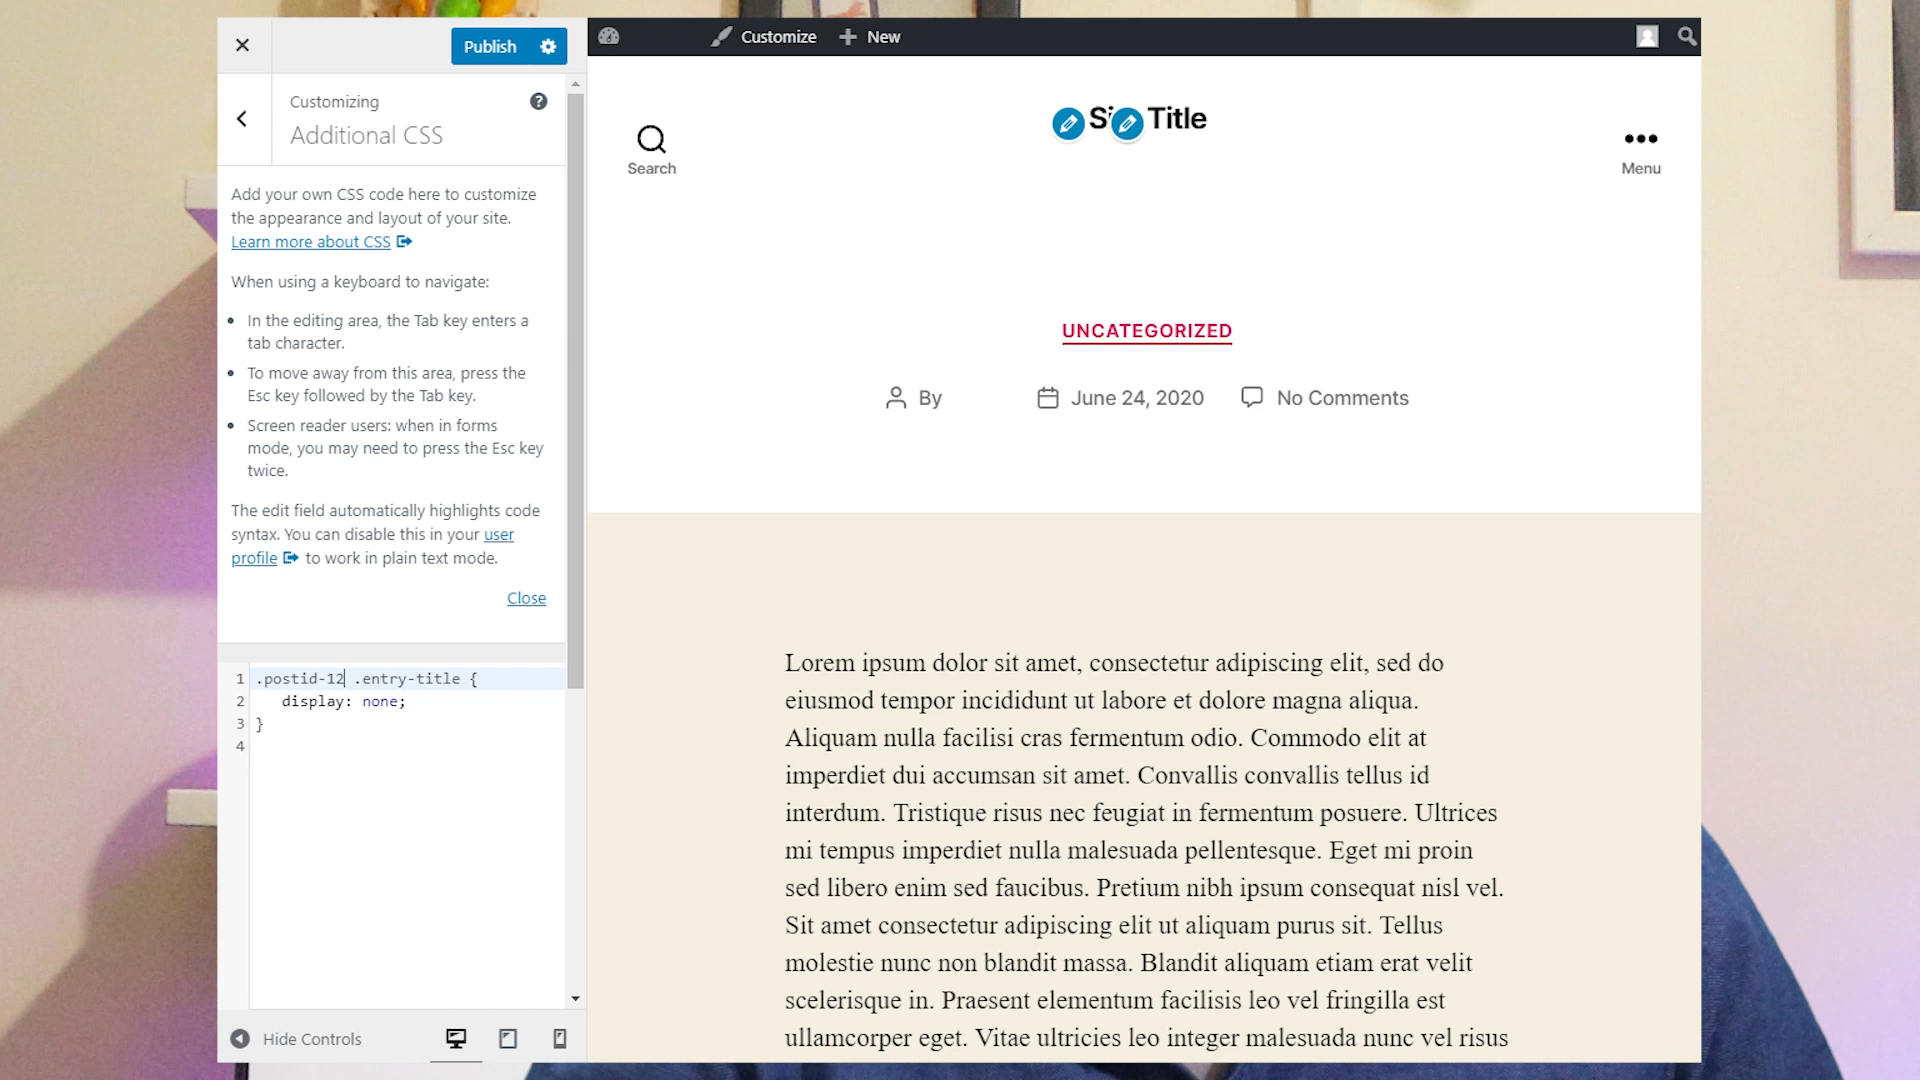 Publish
Customize
New
Customizing
Additional CSS
Add your own CSS code here to customize
the appearance and layout of your site.
Learn more about CSS
When using a keyboard to navigate:
In the editing area, the Tab key enters a
tab character.
To move away from this area, press the
Esc key followed by the Tab key.
Screen reader users: when in forms
mode, you may need to press the Esc key
twice.
The edit field automatically highlights code
syntax. You can disable this in your user
profile to work in plain text mode.
Close
1 .postid-12 .entry-title {
2 display: none;
3 }
4
Hide Controls
Title
Search
Menu
UNCATEGORIZED
By
June 24, 2020
No Comments
Lorem ipsum dolor sit amet, consectetur adipiscing elit, sed do
eiusmod tempor incididunt ut labore et dolore magna aliqua.
Aliquam nulla facilisi cras fermentum odio. Commodo elit at
imperdiet dui accumsan sit amet. Convallis convallis tellus id
interdum. Tristique risus nec feugiat in fermentum posuere. Ultrices
mi tempus imperdiet nulla malesuada pellentesque. Eget mi proin
sed libero enim sed faucibus. Pretium nibh ipsum consequat nisl vel.
Sit amet consectetur adipiscing elit ut aliquam purus sit. Tellus
molestie nunc non blandit massa. Blandit aliquam etiam erat velit
scelerisque in. Praesent elementum facilisis leo vel fringilla est
ullamcorper eget. Vitae ultricies leo integer malesuada nunc vel risus